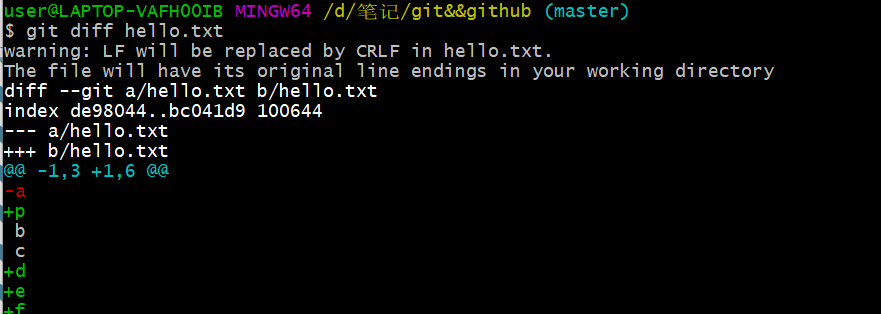 user@LAPTOP-VAFHOOIB MINGW64 /d/笔记/git&&github (master)
$ git diff hello.txt
warning: LF will be replaced by CRLF in hello.txt.
The file will have its original line endings in your working directory
diff --git a/hello.txt b/hello.txt
index de98044..bc041d9 100644
--- a/hello.txt
+++ b/hello.txt
@@ -1,3 +1,6 @@
-a
+p
 b
 c
+d
+e
+f